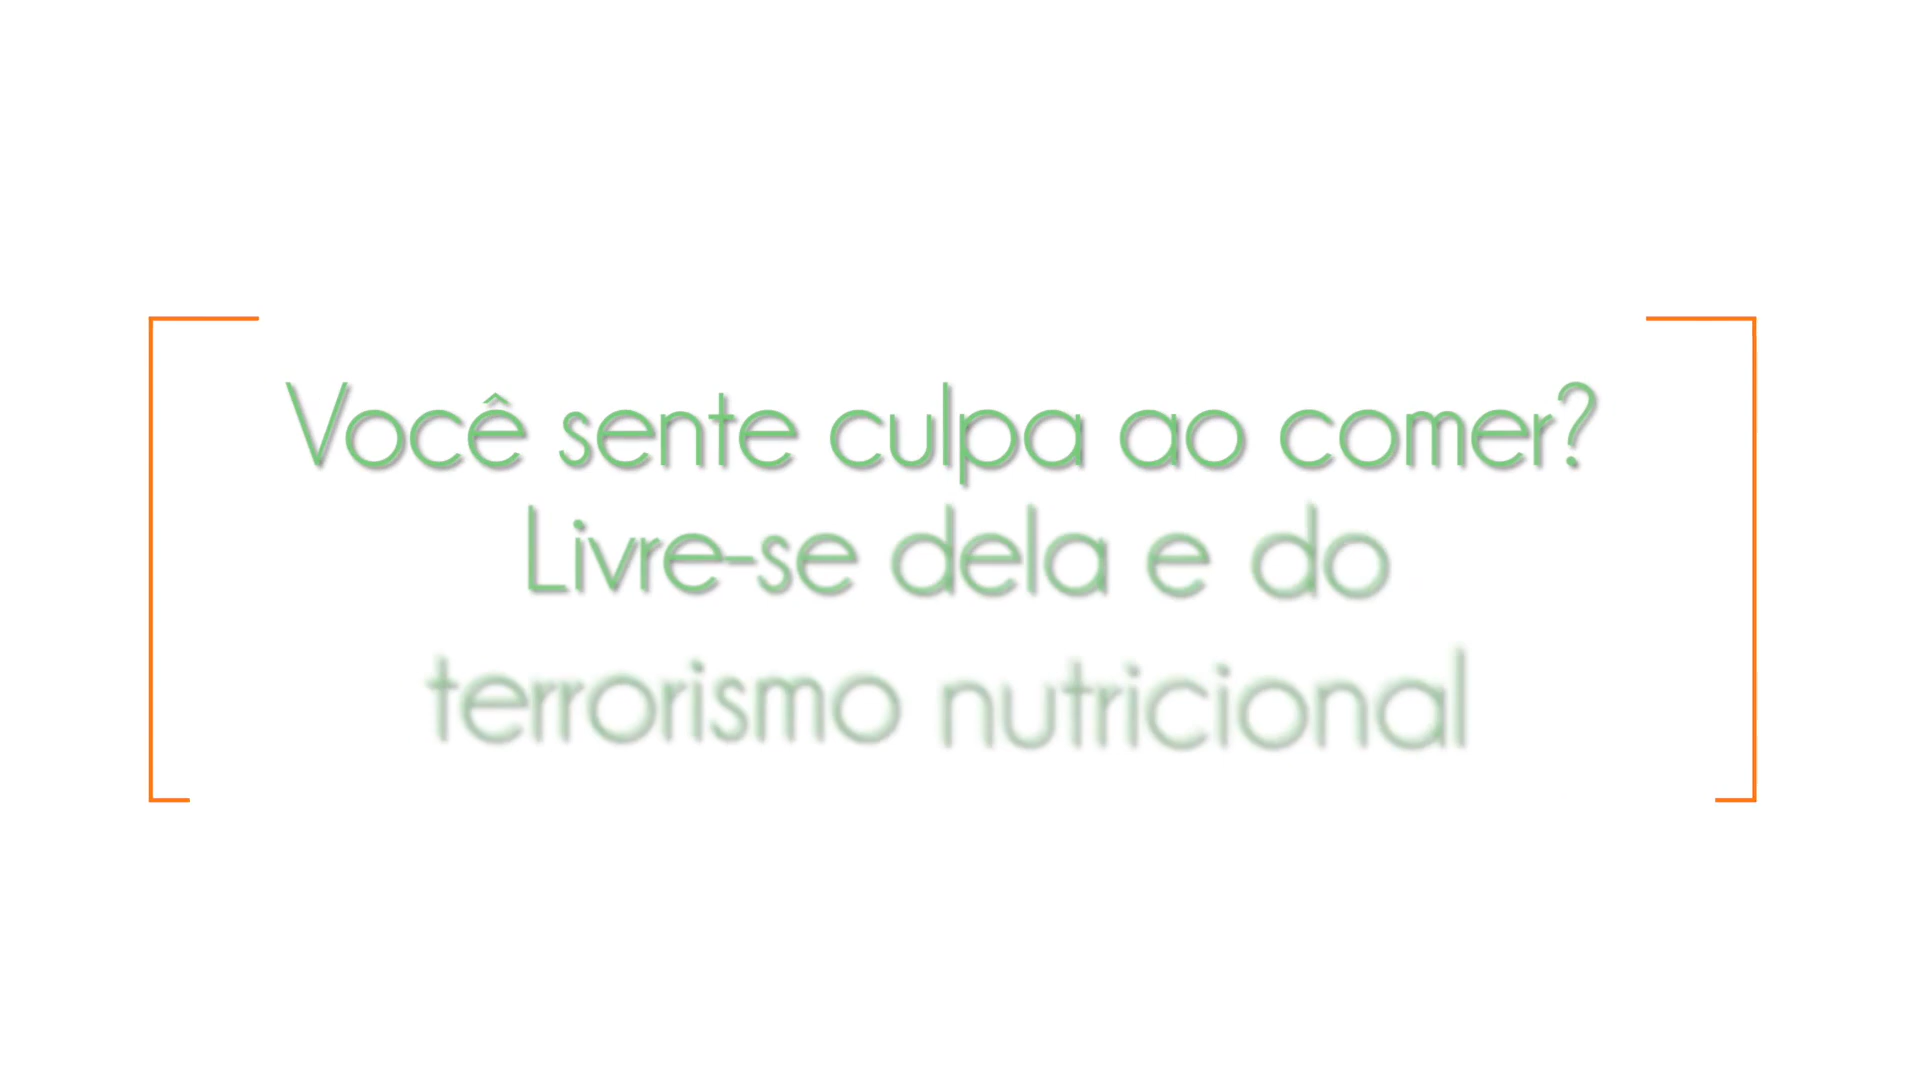 Você sente culpa ao comer?
Livre-se dela e do
terrorismo nutricional